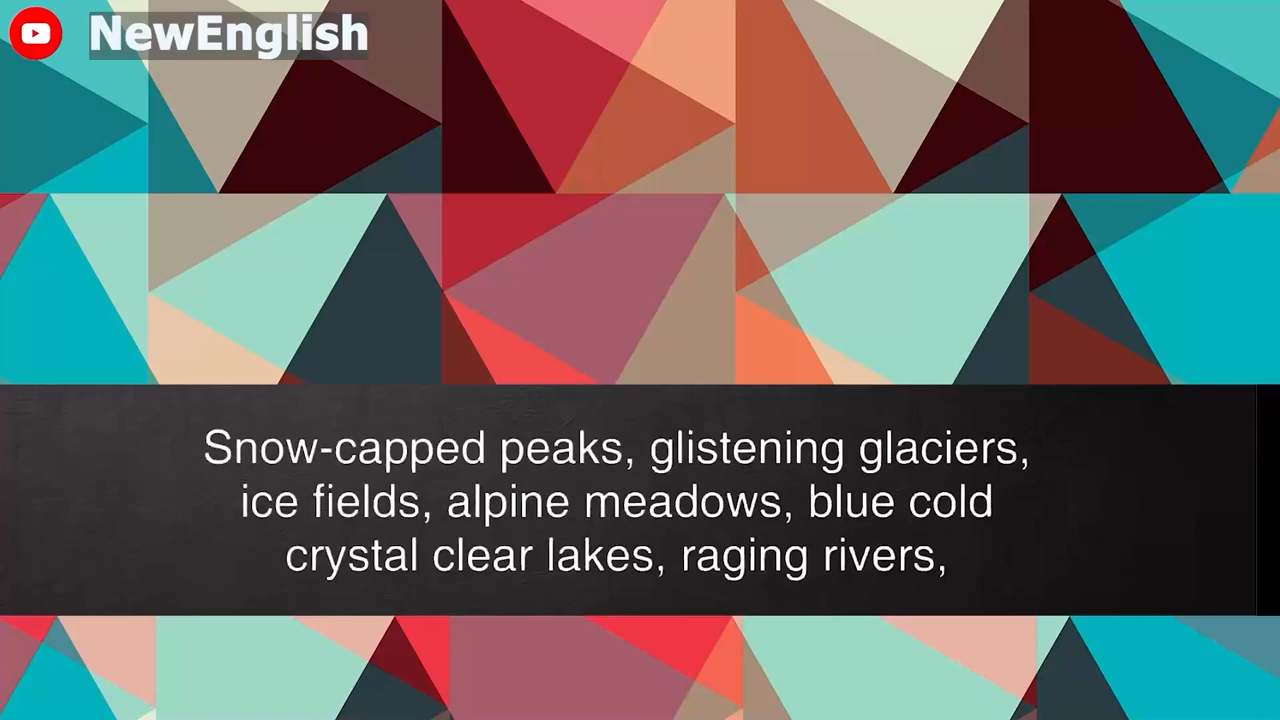 NewEnglish
Snow-capped peaks, glistening glaciers,
ice fields, alpine meadows, blue cold
crystal clear lakes, raging rivers,